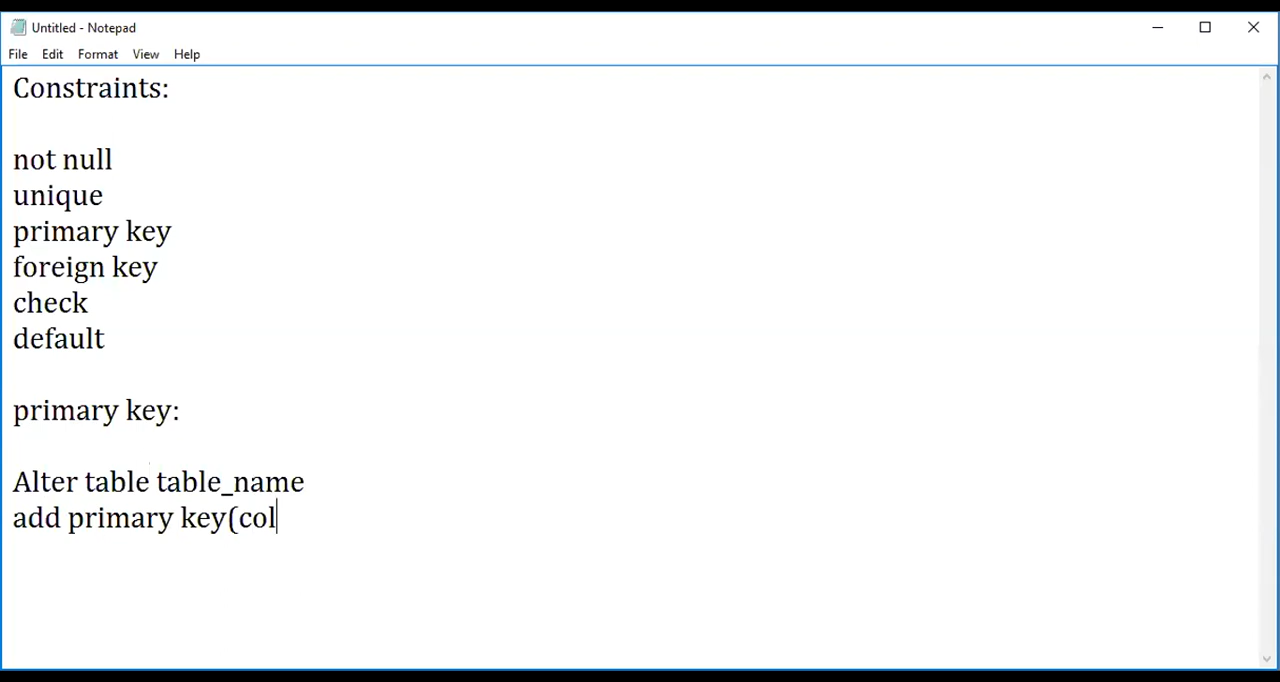 Untitled - Notepad
File Edit Format View Help
Constraints:
not null
unique
primary key
foreign key
check
default
primary key:
Alter table table_name
add primary key(col